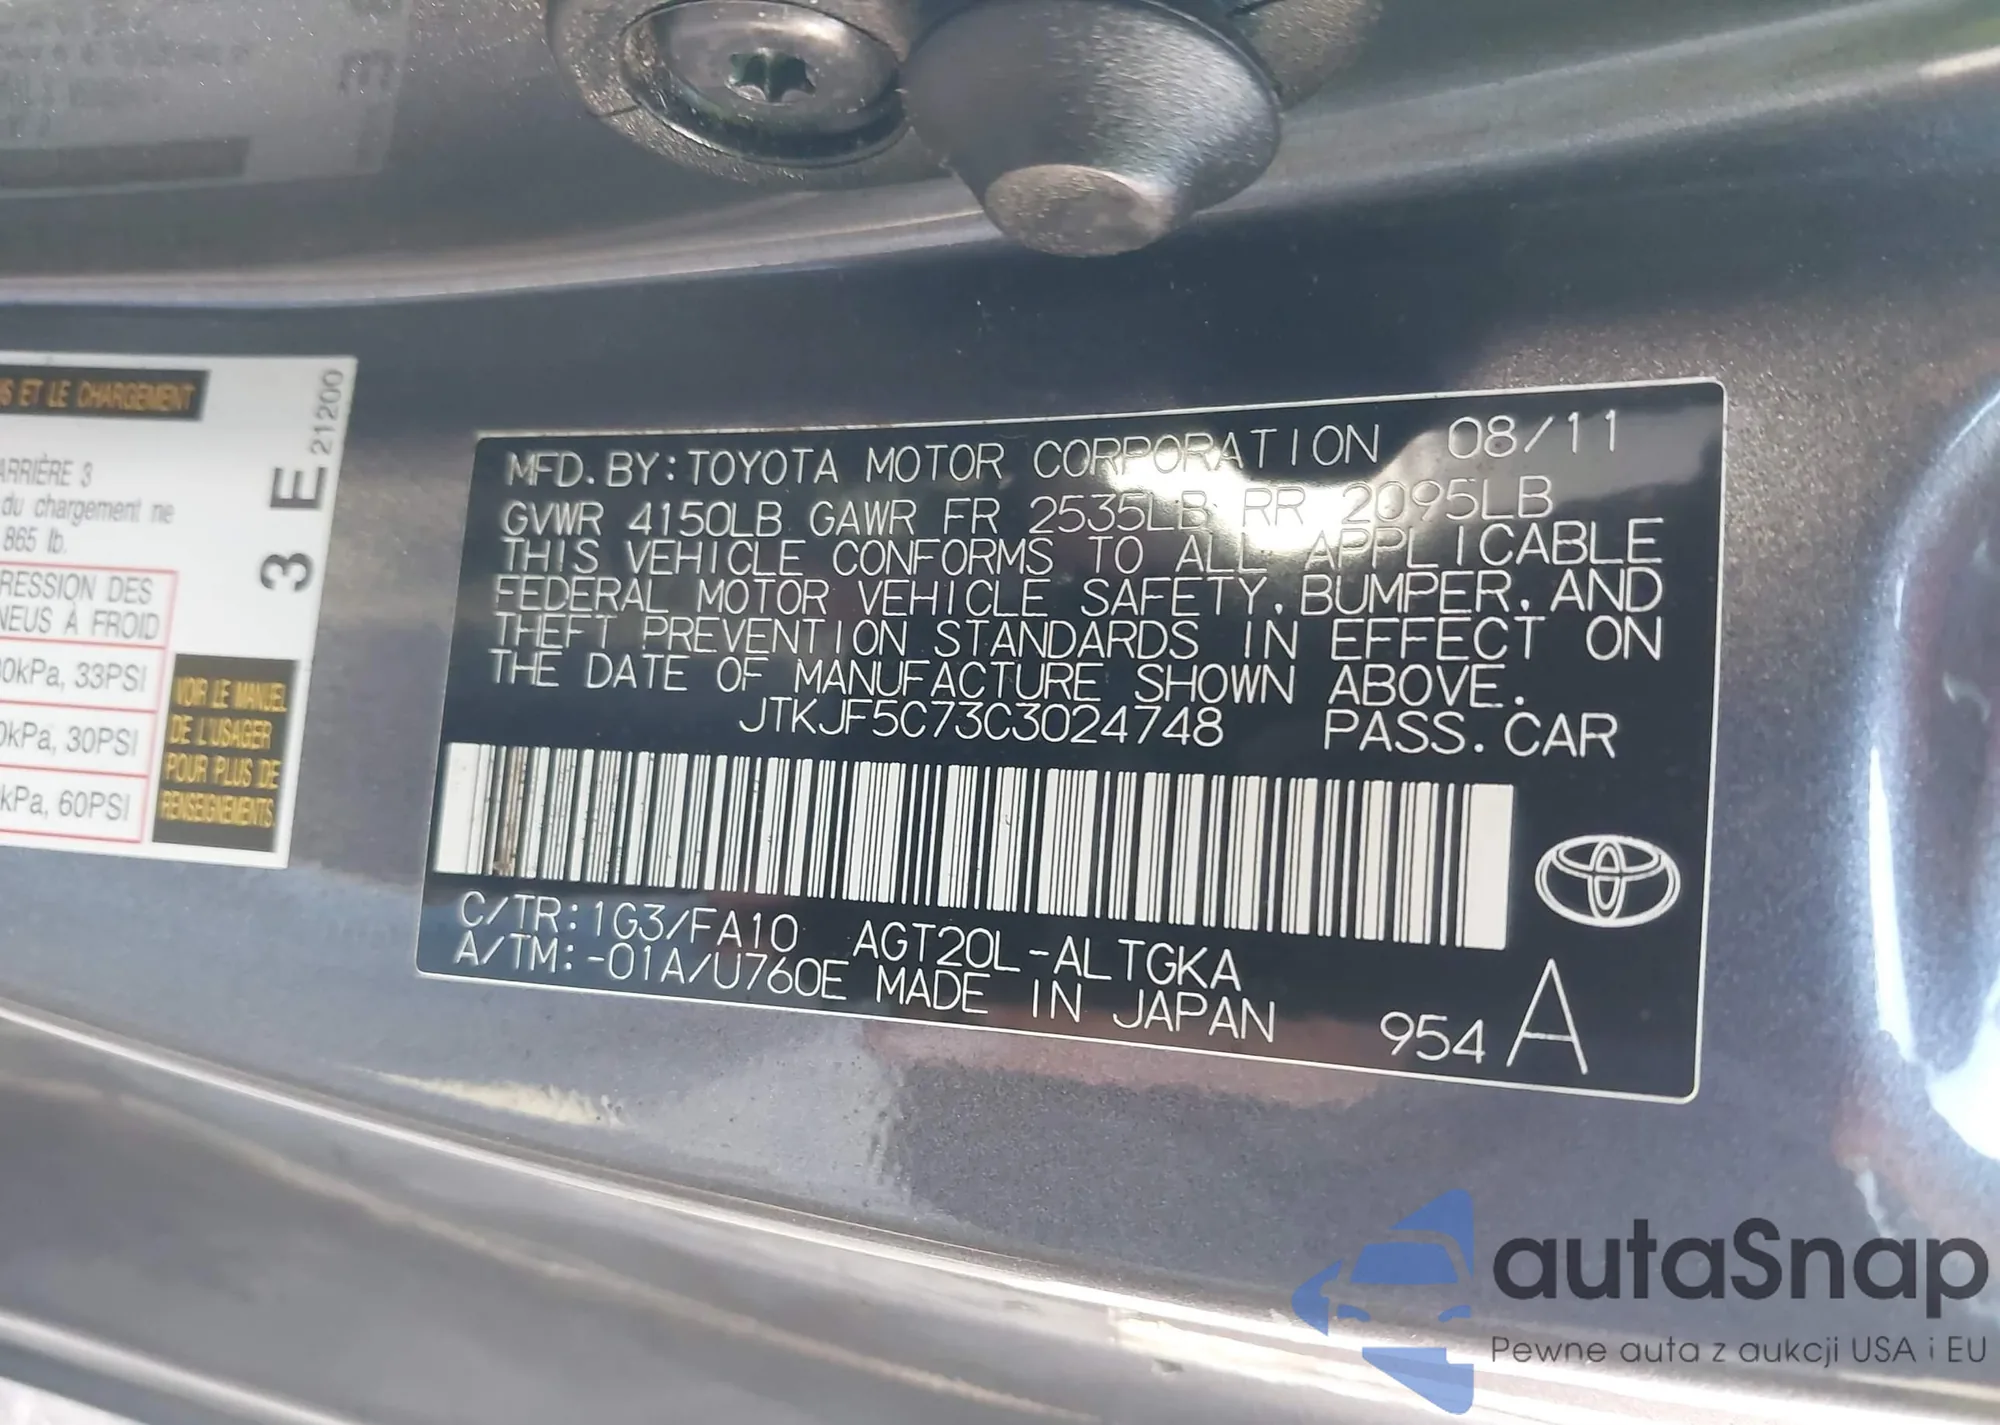 S ET LE CHARGEMENT
3 E 21200
ARRIÈRE 3
du chargement ne
865 lb.
RESSION DES
NEUS À FROID
0kPa, 33PSI
0kPa, 30PSI
kPa, 60PSI
VOIR LE MANUEL
DE L'USAGER
POUR PLUS DE
RENSEIGNEMENTS
MFD. BY: TOYOTA MOTOR CORPORATION 08/11
GVWR 4150LB GAWR FR 2535LB RR 2095LB
THIS VEHICLE CONFORMS TO ALL APPLICABLE
FEDERAL MOTOR VEHICLE SAFETY, BUMPER, AND
THEFT PREVENTION STANDARDS IN EFFECT ON
THE DATE OF MANUFACTURE SHOWN ABOVE.
JTKJF5C73C3024748 PASS. CAR
C/TR: 1G3/FA10 AGT20L-ALTGKA
A/TM: -01A/U760E MADE IN JAPAN
954 A
autaSnap
Pewne auta z aukcji USA i EU